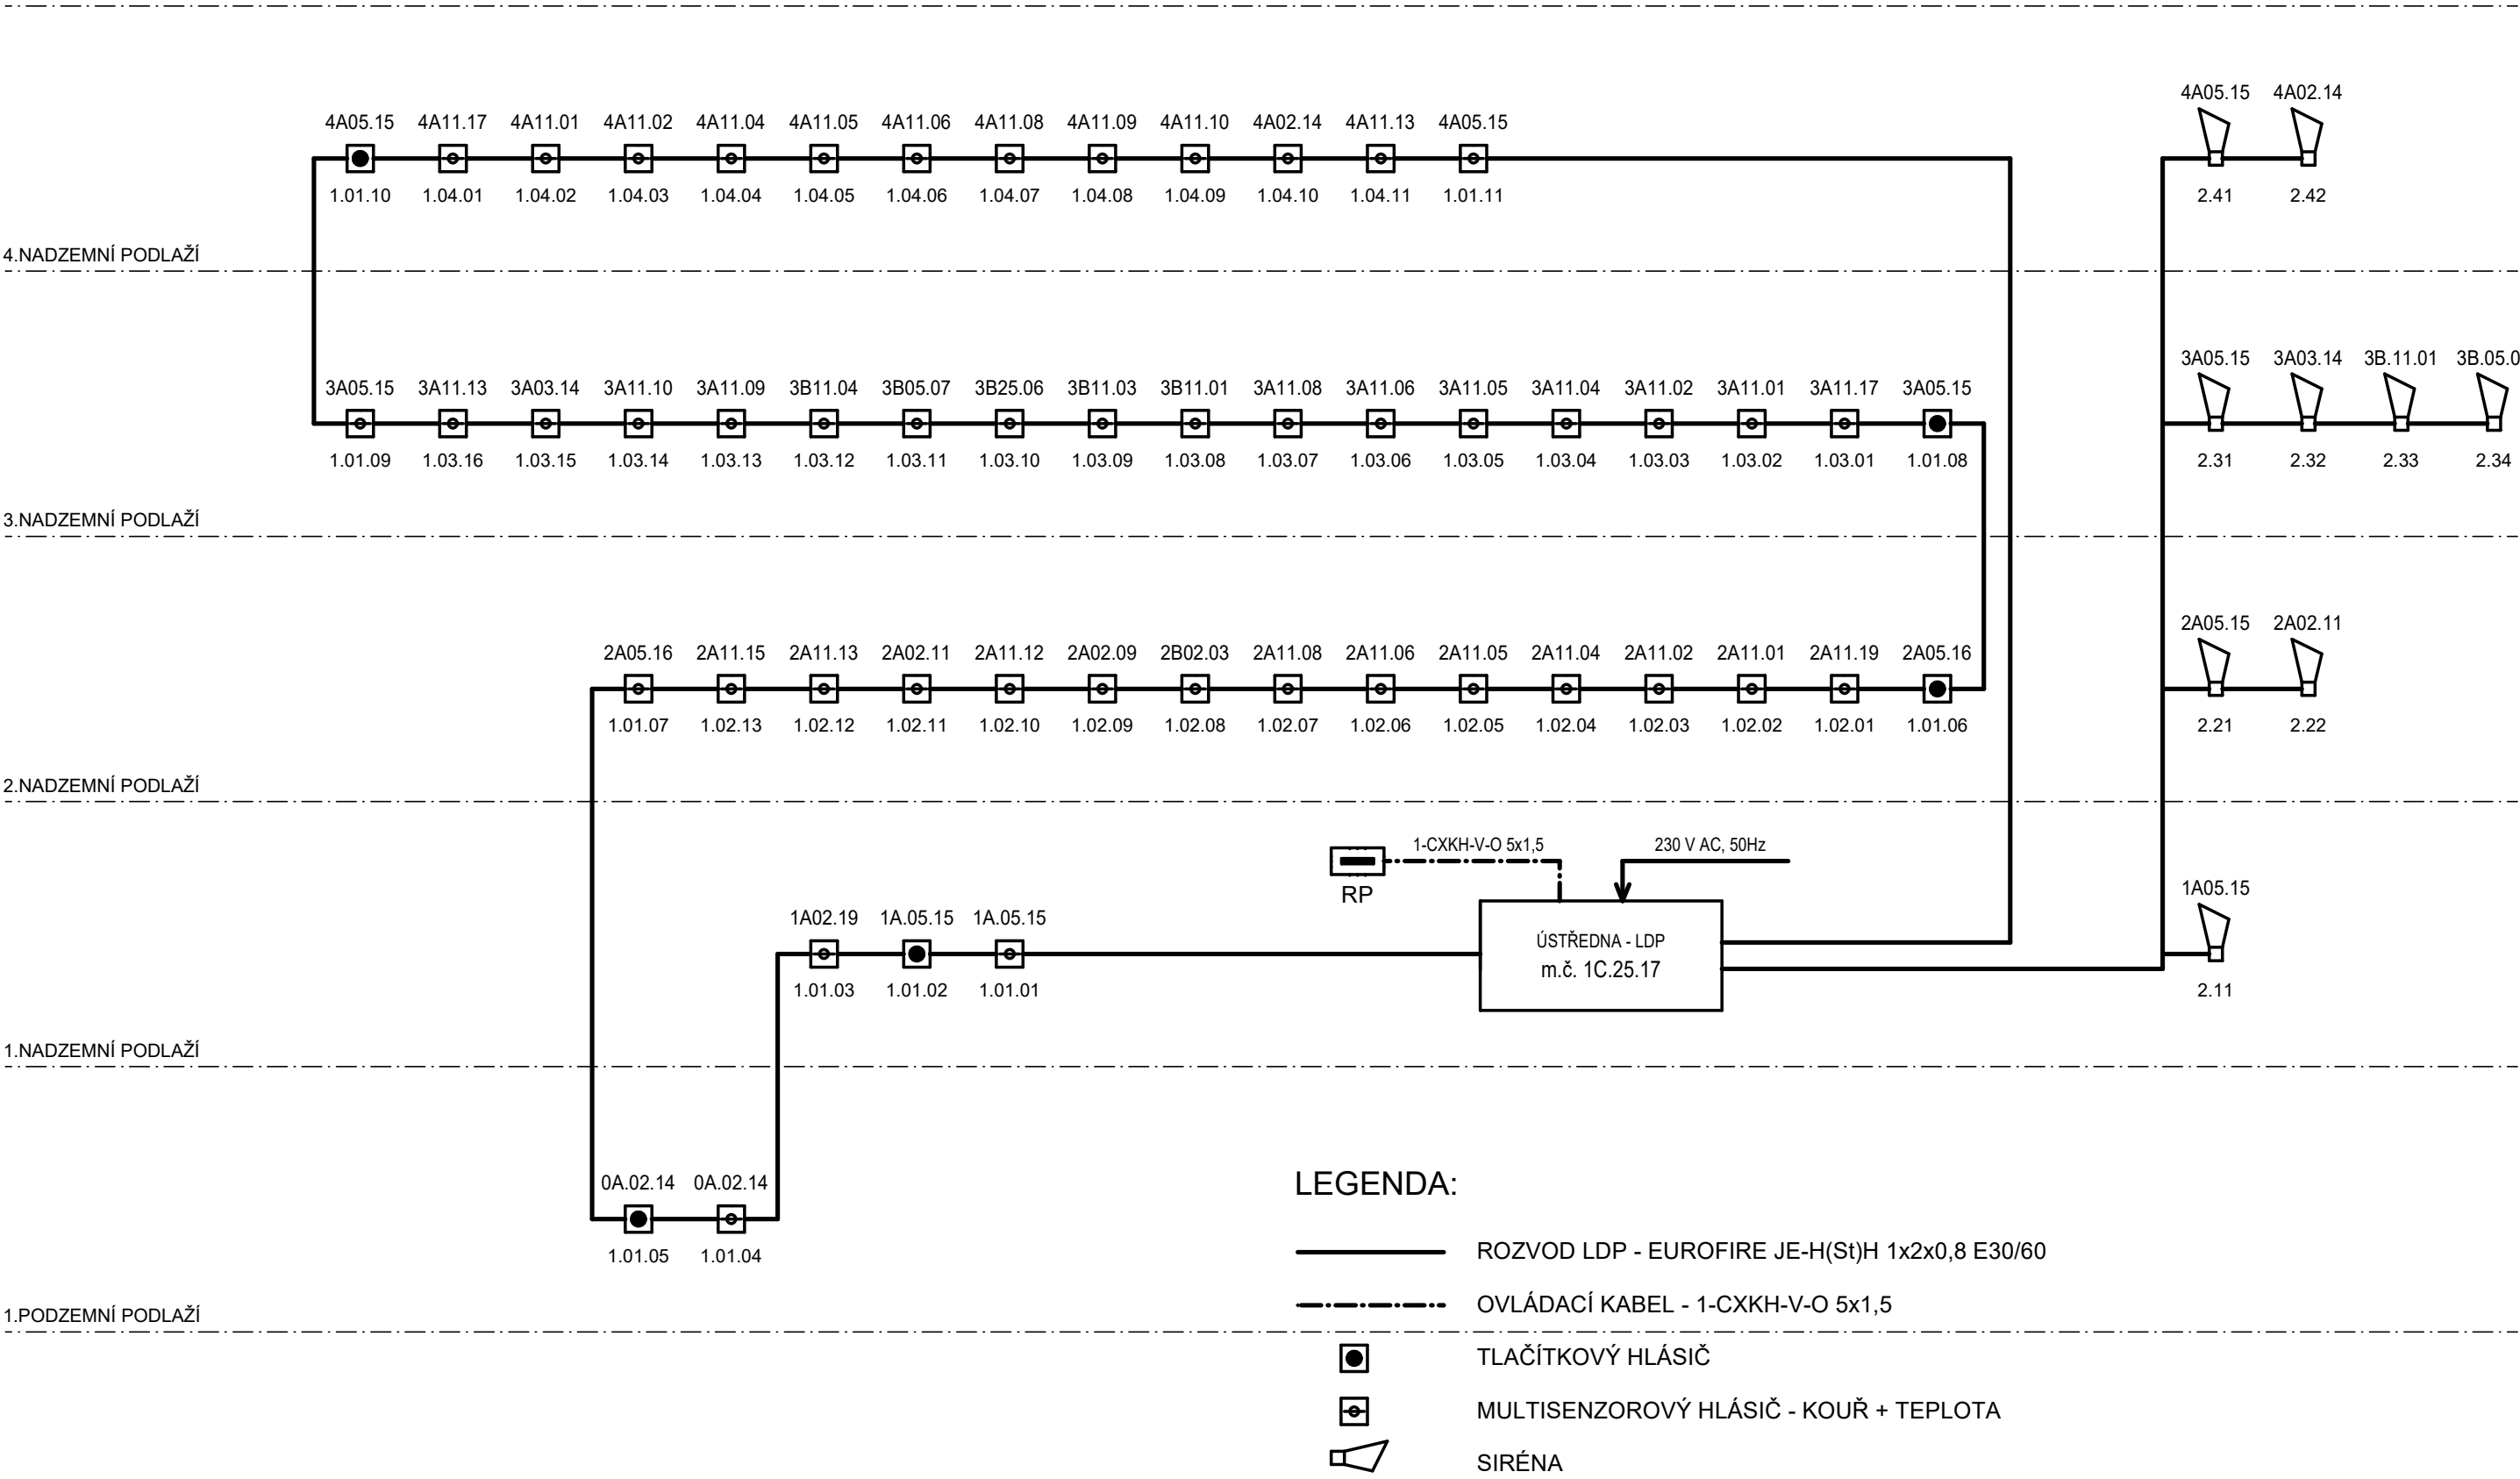 4A05.15 4A02.14
4A05.15 4A11.17 4A11.01 4A11.02 4A11.04 4A11.05 4A11.06 4A11.08 4A11.09 4A11.10 4A02.14 4A11.13 4A05.15
1.01.10 1.04.01 1.04.02 1.04.03 1.04.04 1.04.05 1.04.06 1.04.07 1.04.08 1.04.09 1.04.10 1.04.11 1.01.11 2.41 2.42
4.NADZEMNÍ PODLAŽÍ
3A05.15 3A03.14 3B.11.01 3B.05.0
3A05.15 3A11.13 3A03.14 3A11.10 3A11.09 3B11.04 3B05.07 3B25.06 3B11.03 3B11.01 3A11.08 3A11.06 3A11.05 3A11.04 3A11.02 3A11.01 3A11.17 3A05.15
1.01.09 1.03.16 1.03.15 1.03.14 1.03.13 1.03.12 1.03.11 1.03.10 1.03.09 1.03.08 1.03.07 1.03.06 1.03.05 1.03.04 1.03.03 1.03.02 1.03.01 1.01.08 2.31 2.32 2.33 2.34
3.NADZEMNÍ PODLAŽÍ
2A05.15 2A02.11
2A05.16 2A11.15 2A11.13 2A02.11 2A11.12 2A02.09 2B02.03 2A11.08 2A11.06 2A11.05 2A11.04 2A11.02 2A11.01 2A11.19 2A05.16
1.01.07 1.02.13 1.02.12 1.02.11 1.02.10 1.02.09 1.02.08 1.02.07 1.02.06 1.02.05 1.02.04 1.02.03 1.02.02 1.02.01 1.01.06 2.21 2.22
2.NADZEMNÍ PODLAŽÍ
1-CXKH-V-O 5x1,5 230 V AC, 50Hz
RP
1A05.15
1A02.19 1A.05.15 1A.05.15
ÚSTŘEDNA - LDP
m.č. 1C.25.17
1.01.03 1.01.02 1.01.01 2.11
1.NADZEMNÍ PODLAŽÍ
0A.02.14 0A.02.14
1.01.05 1.01.04
1.PODZEMNÍ PODLAŽÍ
LEGENDA:
ROZVOD LDP - EUROFIRE JE-H(St)H 1x2x0,8 E30/60
OVLÁDACÍ KABEL - 1-CXKH-V-O 5x1,5
TLAČÍTKOVÝ HLÁSIČ
MULTISENZOROVÝ HLÁSIČ - KOUŘ + TEPLOTA
SIRÉNA